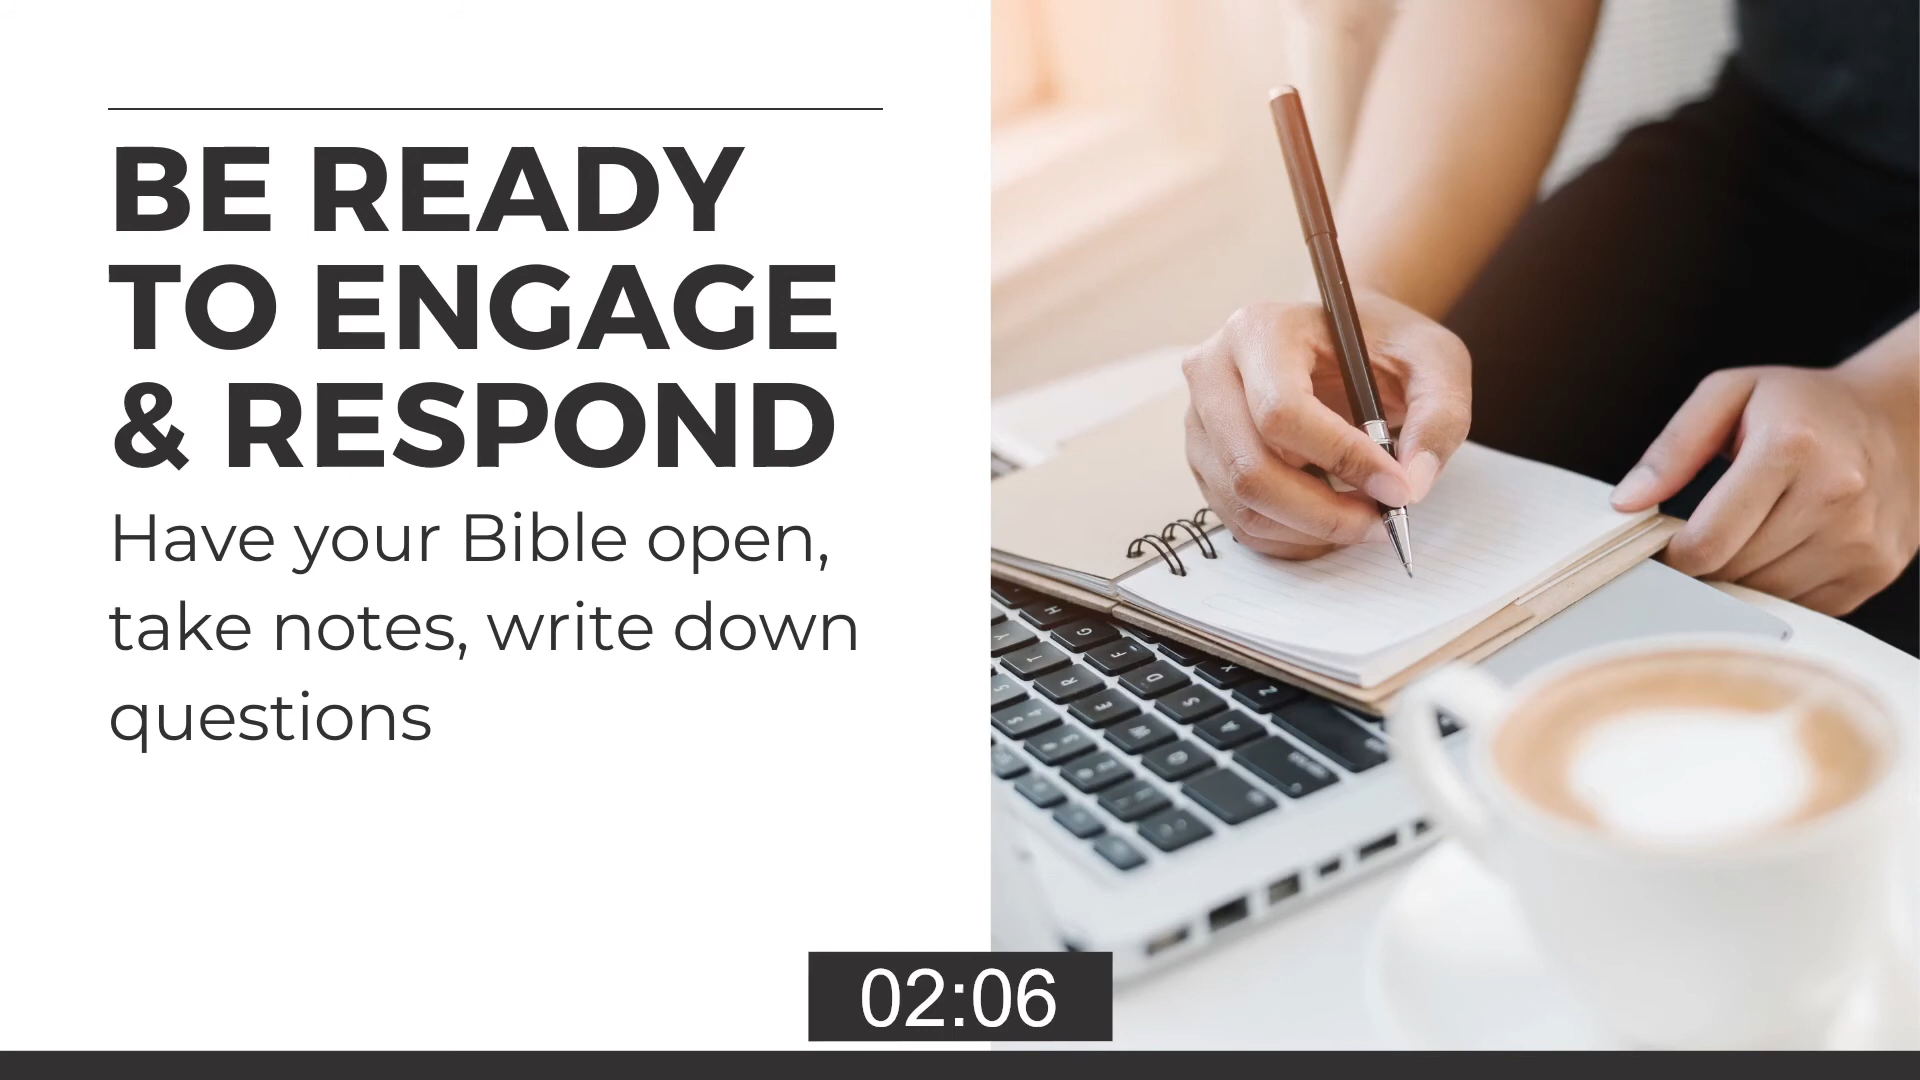 BE READY
TO ENGAGE
& RESPOND
Have your Bible open,
take notes, write down
questions
02:06